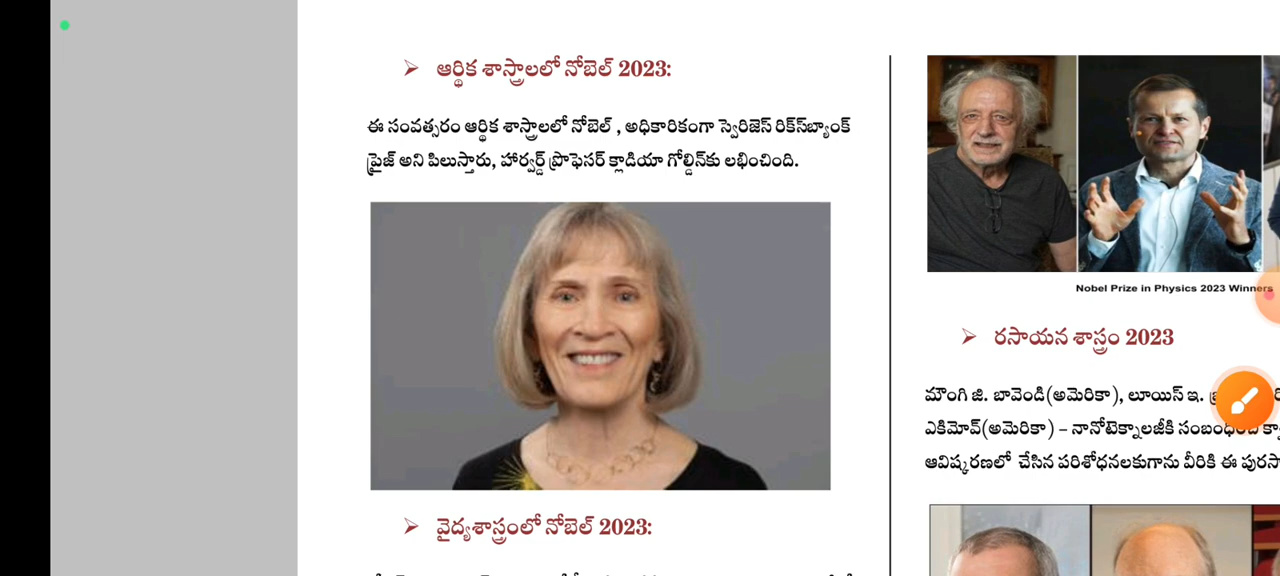 ➢ ఆర్థిక శాస్త్రాలలో నోబెల్ 2023:
ఈ సంవత్సరం ఆర్థిక శాస్త్రాలలో నోబెల్ , అధికారికంగా స్వెరిజెస్ రిక్స్‌బ్యాంక్
ప్రైజ్ అని పిలుస్తారు, హార్వర్డ్ ప్రొఫెసర్ క్లాడియా గోల్డిన్‌కు లభించింది.
➢ వైద్యశాస్త్రంలో నోబెల్ 2023:
Nobel Prize in Physics 2023 Winners
➢ రసాయన శాస్త్రం 2023
మౌంగి జి. బావెండి(అమెరికా), లూయిస్ ఇ.
ఎకిమోవ్(అమెరికా) – నానోటెక్నాలజీకి
ఆవిష్కరణలో చేసిన పరిశోధనలకుగాను వీరికి ఈ